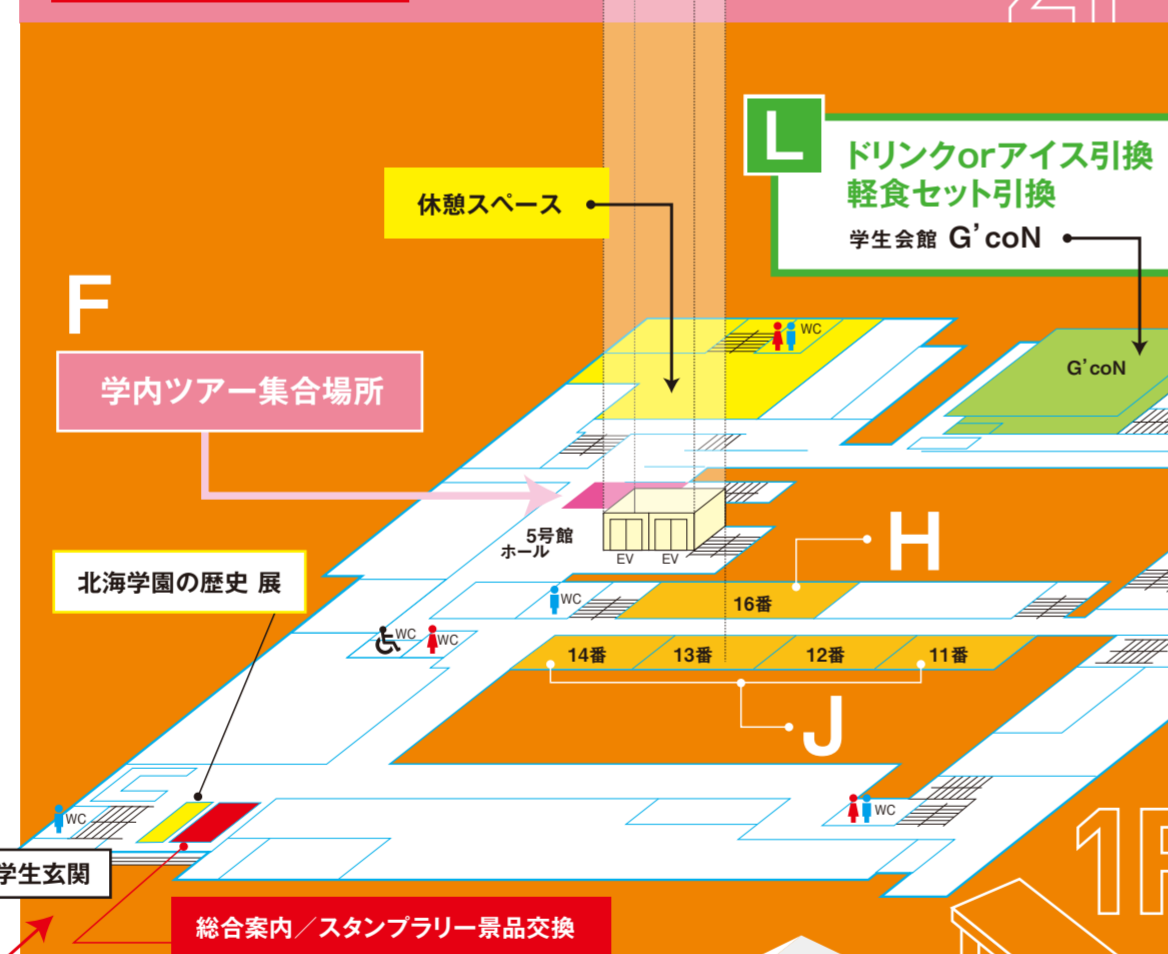 L
ドリンクorアイス引換
軽食セット引換
学生会館 G'coN
休憩スペース
F
学内ツアー集合場所
WC
G'coN
5号館
ホール
EV
EV
H
北海学園の歴史 展
WC
16番
WC
WC
14番
13番
12番
11番
J
WC
WC
学生玄関
総合案内／スタンプラリー景品交換